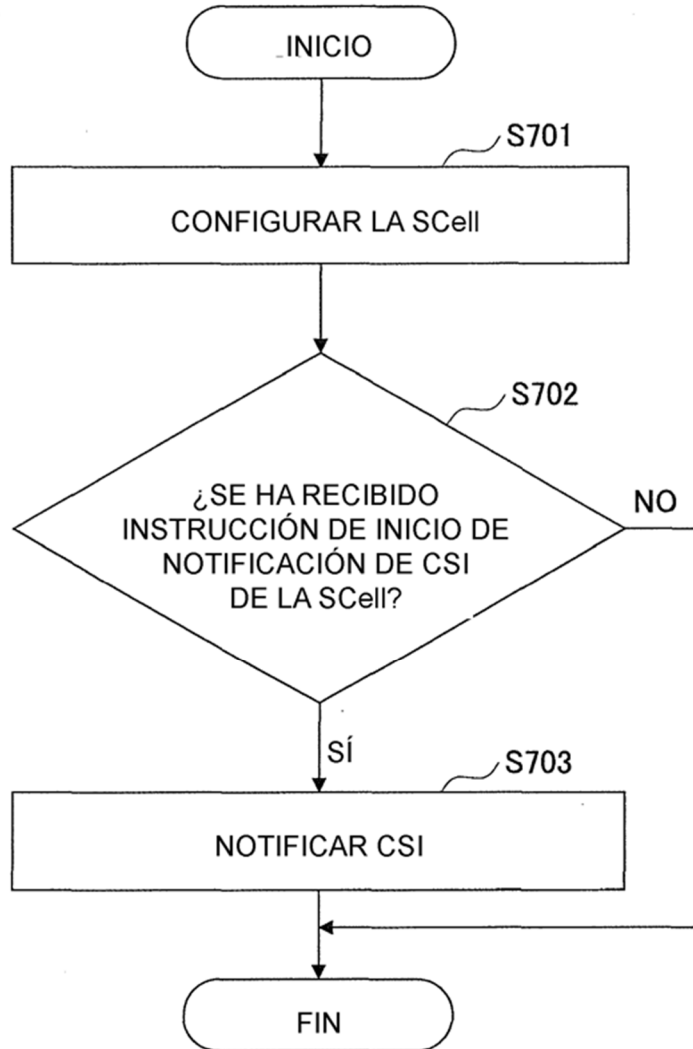 INICIO
S701
CONFIGURAR LA SCell
S702
¿SE HA RECIBIDO
INSTRUCCIÓN DE INICIO DE
NOTIFICACIÓN DE CSI
DE LA SCell?
NO
SÍ
S703
NOTIFICAR CSI
FIN